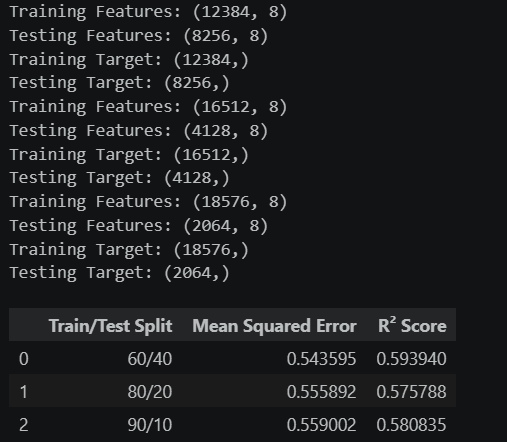 Training Features: (12384, 8)
Testing Features: (8256, 8)
Training Target: (12384,)
Testing Target: (8256,)
Training Features: (16512, 8)
Testing Features: (4128, 8)
Training Target: (16512,)
Testing Target: (4128,)
Training Features: (18576, 8)
Testing Features: (2064, 8)
Training Target: (18576,)
Testing Target: (2064,)
Train/Test Split Mean Squared Error R² Score
0 60/40 0.543595 0.593940
1 80/20 0.555892 0.575788
2 90/10 0.559002 0.580835